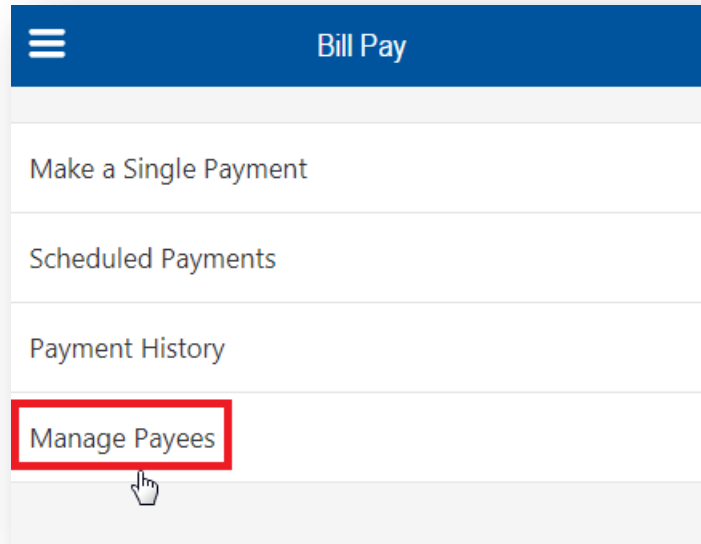 Bill Pay
Make a Single Payment
Scheduled Payments
Payment History
Manage Payees